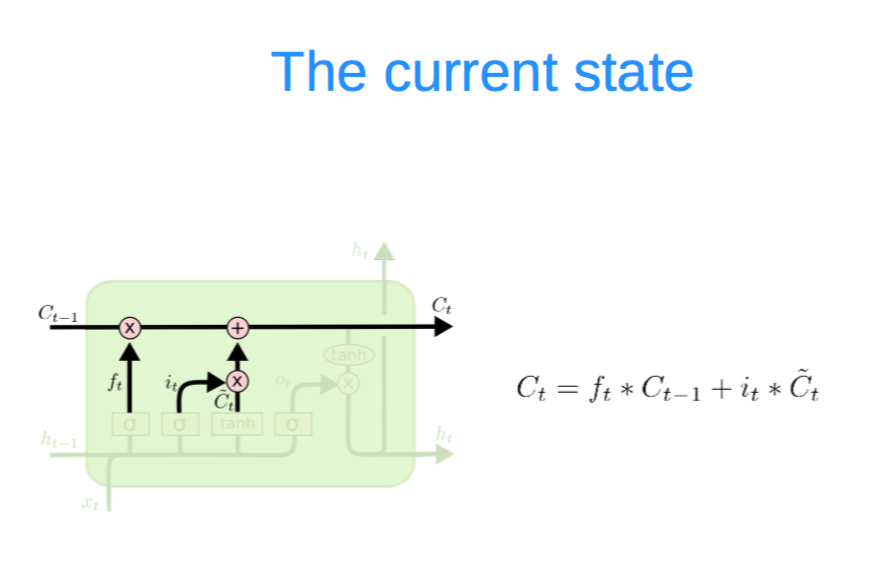 The current state
h_t
C_{t-1}
C_t
x
+
tanh
f_t
i_t
x
o_t
x
C̃_t
σ
σ
tanh
σ
h_{t-1}
h_t
x_t
C_t = f_t * C_{t-1} + i_t * C̃_t